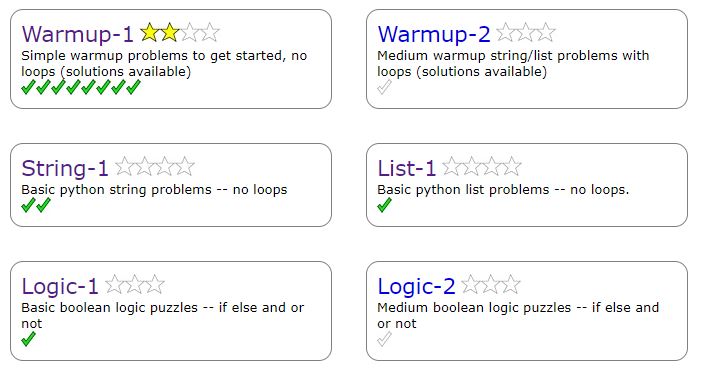 Warmup-1
Simple warmup problems to get started, no
loops (solutions available)
Warmup-2
Medium warmup string/list problems with
loops (solutions available)
String-1
Basic python string problems -- no loops
List-1
Basic python list problems -- no loops.
Logic-1
Basic boolean logic puzzles -- if else and or
not
Logic-2
Medium boolean logic puzzles -- if else and
or not